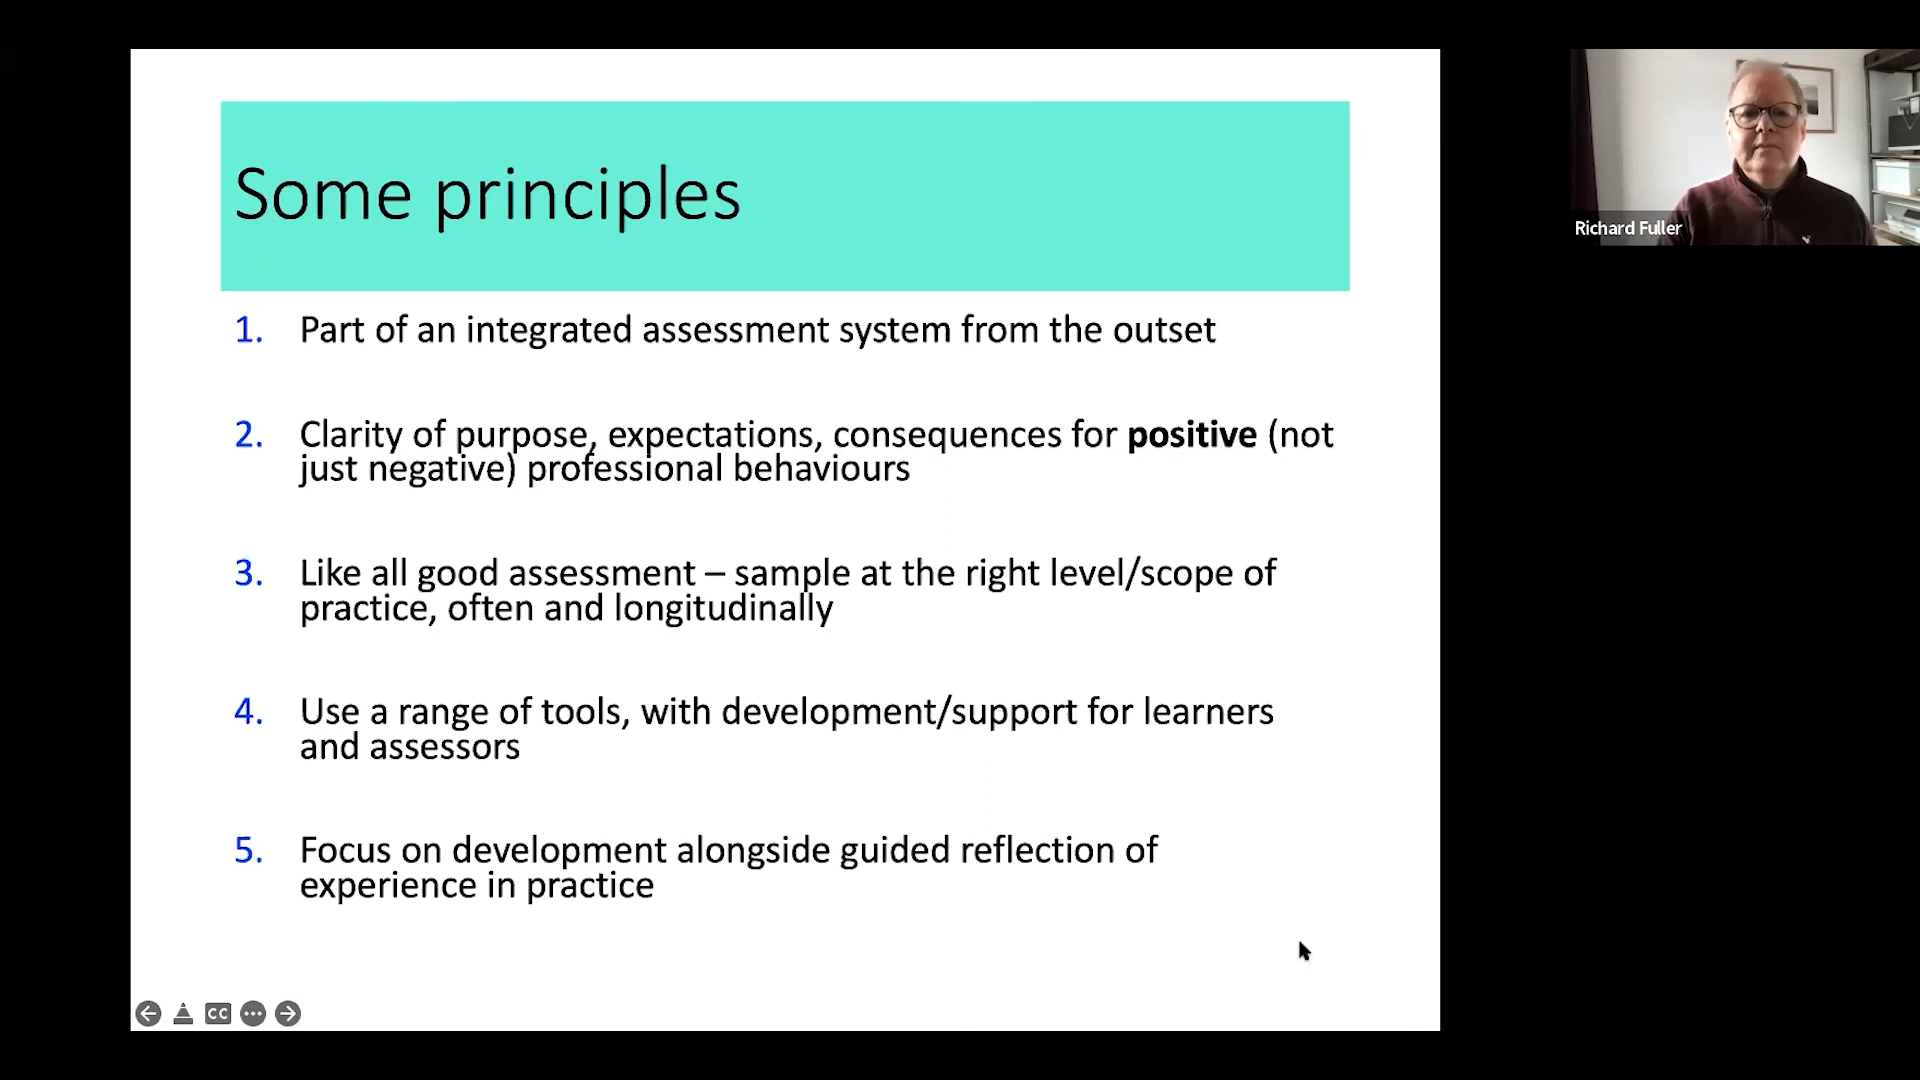 Some principles
Richard Fuller
1. Part of an integrated assessment system from the outset
2. Clarity of purpose, expectations, consequences for positive (not
just negative) professional behaviours
3. Like all good assessment – sample at the right level/scope of
practice, often and longitudinally
4. Use a range of tools, with development/support for learners
and assessors
5. Focus on development alongside guided reflection of
experience in practice
CC